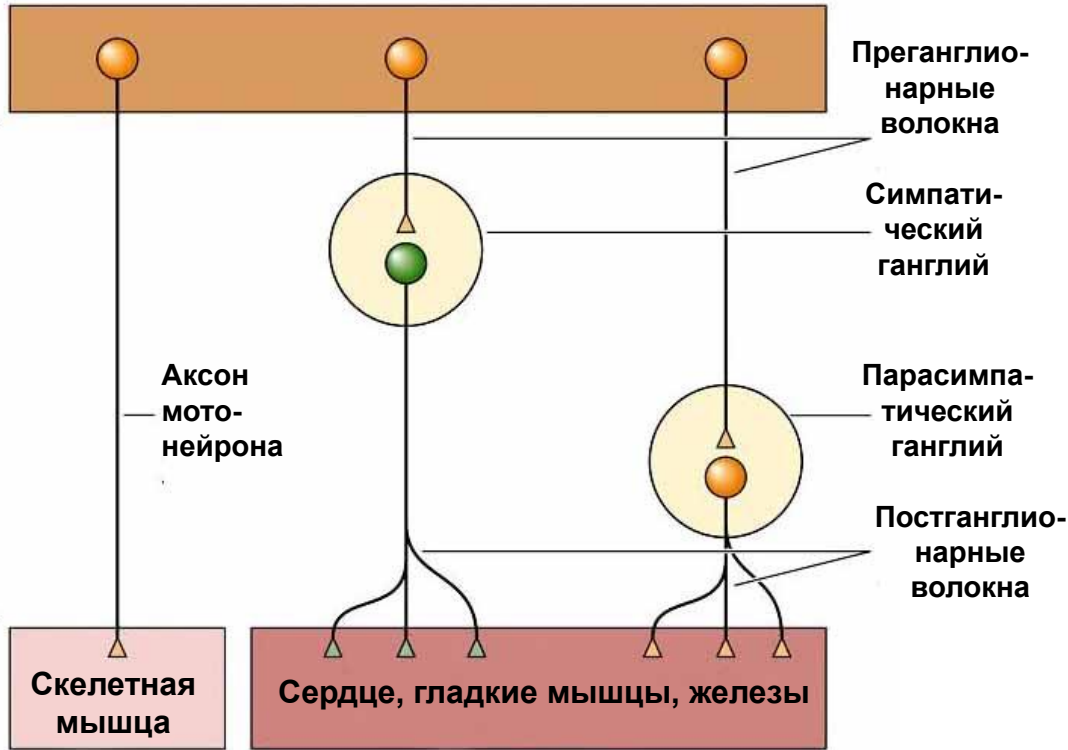 Преганглио-
нарные
волокна
Симпати-
ческий
ганглий
Аксон
мото-
нейрона
Парасимпа-
тический
ганглий
Постганглио-
нарные
волокна
Скелетная
мышца
Сердце, гладкие мышцы, железы